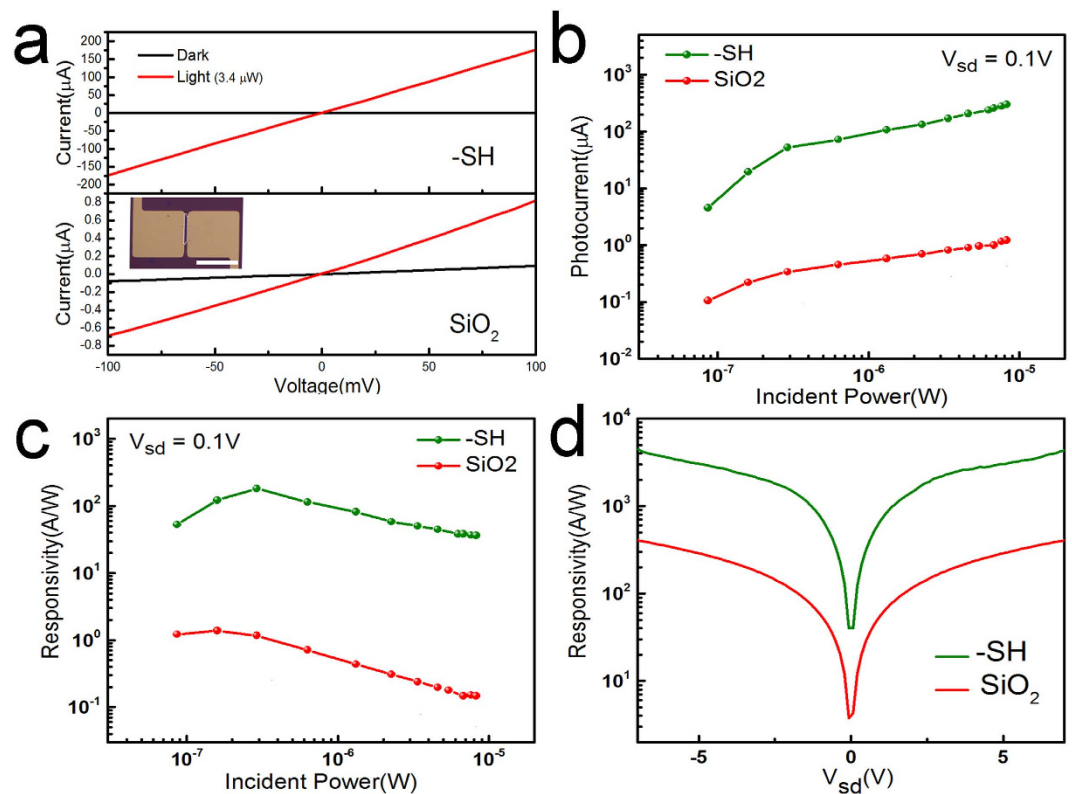 a
200
150
100
50
0
-50
-100
-150
-200
Current(μA)
Dark
Light (3.4 μW)
-SH
0.8
0.6
0.4
0.2
0.0
-0.2
-0.4
-0.6
-0.8
Current(μA)
SiO₂
-100 -50 0 50 100
Voltage(mV)
b
-SH
SiO2
V_sd = 0.1V
10³
10²
10¹
10⁰
10⁻¹
10⁻²
Photocurrent(μA)
10⁻⁷ 10⁻⁶ 10⁻⁵
Incident Power(W)
c
V_sd = 0.1V
-SH
SiO2
10³
10²
10¹
10⁰
10⁻¹
Responsivity(A/W)
10⁻⁷ 10⁻⁶ 10⁻⁵
Incident Power(W)
d
10⁴
10³
10²
10¹
Responsivity(A/W)
-SH
SiO₂
-5 0 5
V_sd(V)